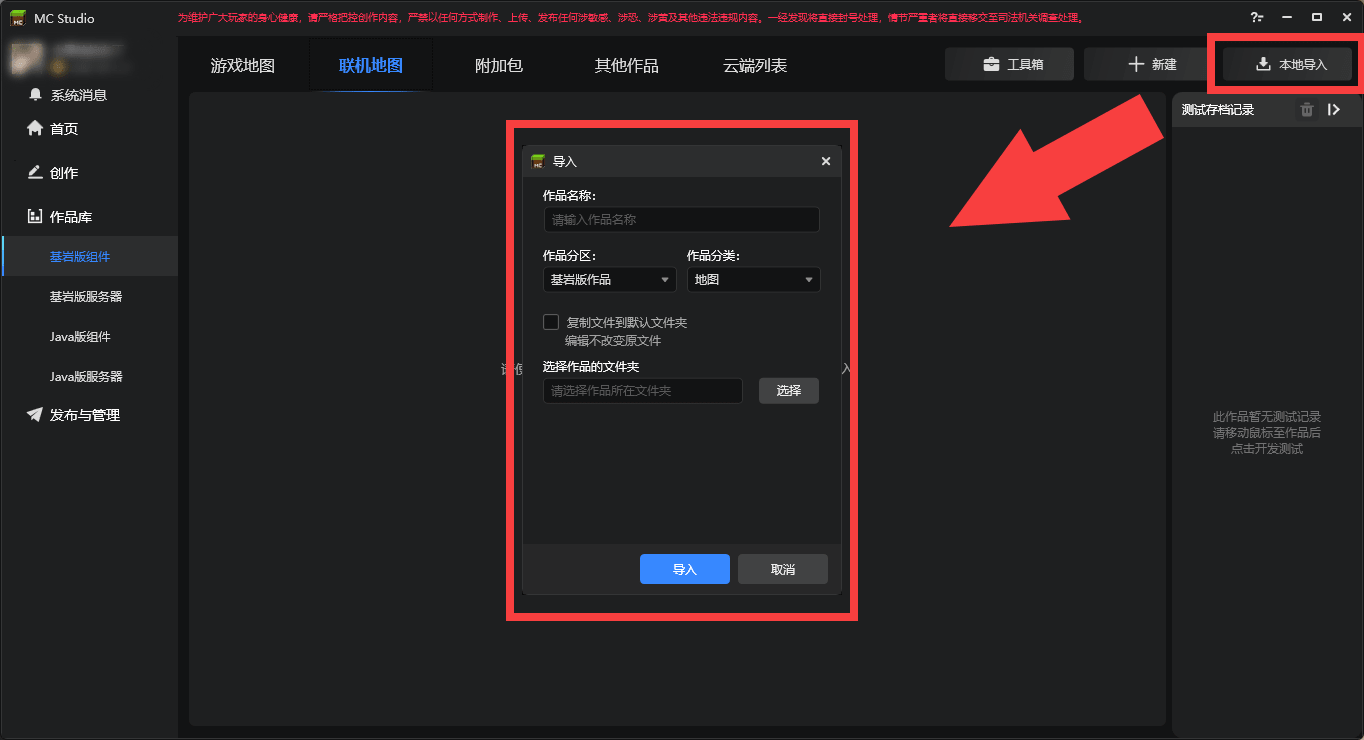 MC Studio
为维护广大玩家的身心健康，请严格把控创作内容，严禁以任何方式制作、上传、发布任何涉敏感、涉恐、涉黄及其他违法违规内容。一经发现将直接封号处理，情节严重者将直接移交至司法机关调查处理。
游戏地图
联机地图
附加包
其他作品
云端列表
工具箱
新建
本地导入
系统消息
首页
创作
作品库
基岩版组件
基岩版服务器
Java版组件
Java版服务器
发布与管理
测试存档记录
导入
作品名称：
请输入作品名称
作品分区：
作品分类：
基岩版作品
地图
复制文件到默认文件夹
编辑不改变原文件
选择作品的文件夹
请选择作品所在文件夹
选择
导入
取消
入
此作品暂无测试记录
请移动鼠标至作品后
点击开发测试